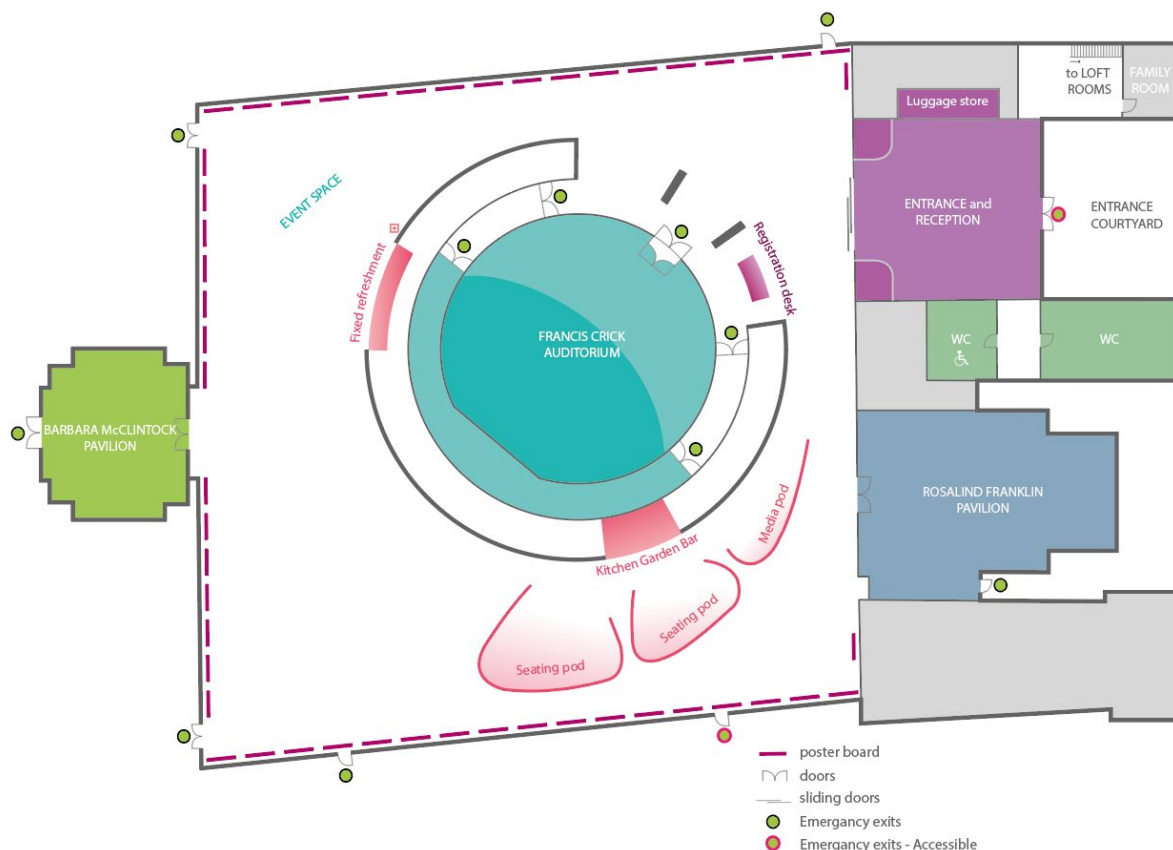 to LOFT
ROOMS
FAMILY
ROOM
Luggage store
EVENT SPACE
ENTRANCE and
RECEPTION
ENTRANCE
COURTYARD
Registration desk
Fixed refreshment
FRANCIS CRICK
AUDITORIUM
WC
WC
BARBARA McCLINTOCK
PAVILION
ROSALIND FRANKLIN
PAVILION
Media pod
Kitchen Garden Bar
Seating pod
Seating pod
poster board
doors
sliding doors
Emergancy exits
Emergancy exits - Accessible